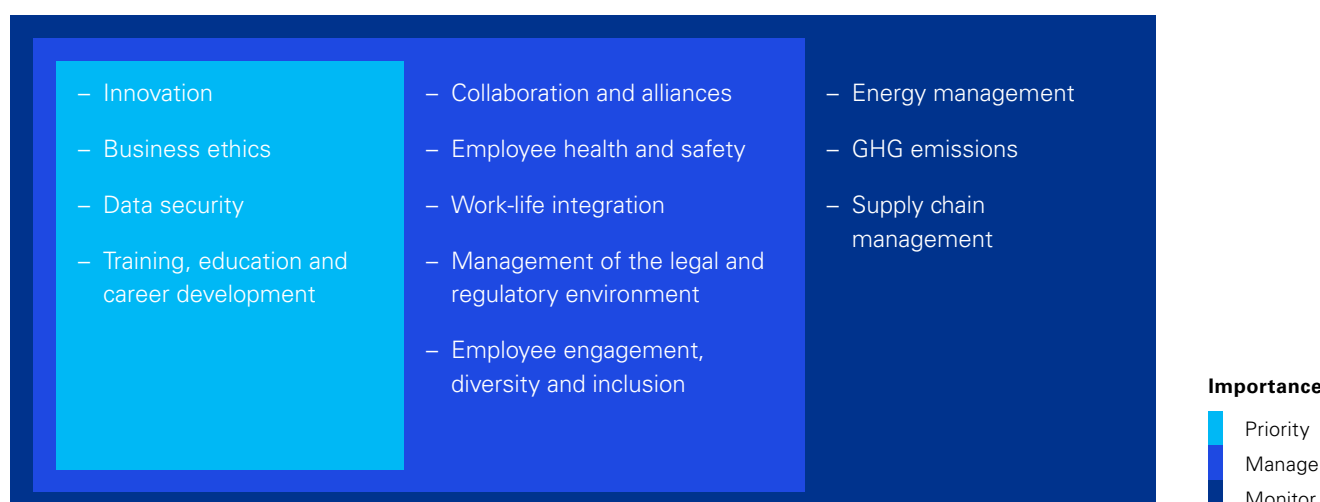 – Innovation
– Business ethics
– Data security
– Training, education and
career development
– Collaboration and alliances
– Employee health and safety
– Work-life integration
– Management of the legal and
regulatory environment
– Employee engagement,
diversity and inclusion
– Energy management
– GHG emissions
– Supply chain
management
Importance
Priority
Manage
Monitor